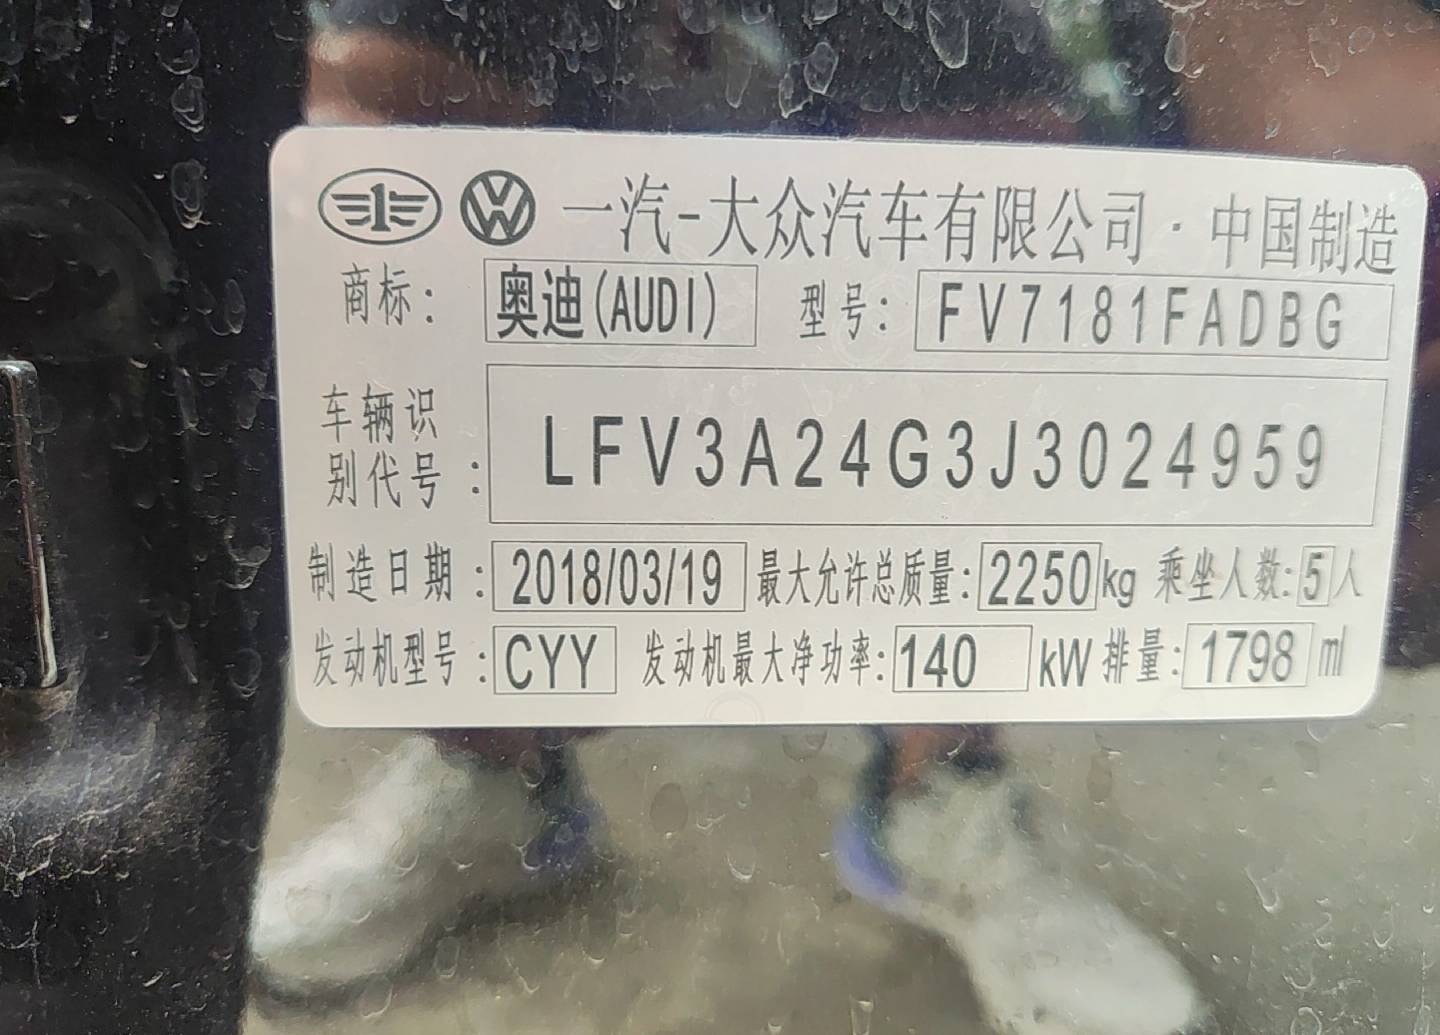 一汽-大众汽车有限公司·中国制造
商标: 奥迪(AUDI) 型号: FV7181FADBG
车辆识
别代号: LFV3A24G3J3024959
制造日期: 2018/03/19 最大允许总质量: 2250kg 乘坐人数: 5人
发动机型号: CYY 发动机最大净功率: 140 kW 排量: 1798 ml